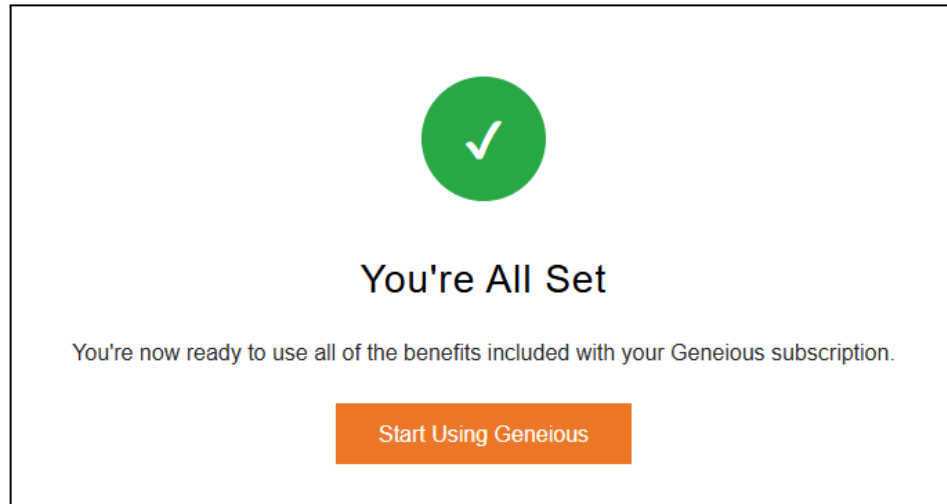 You're All Set
You're now ready to use all of the benefits included with your Geneious subscription.
Start Using Geneious